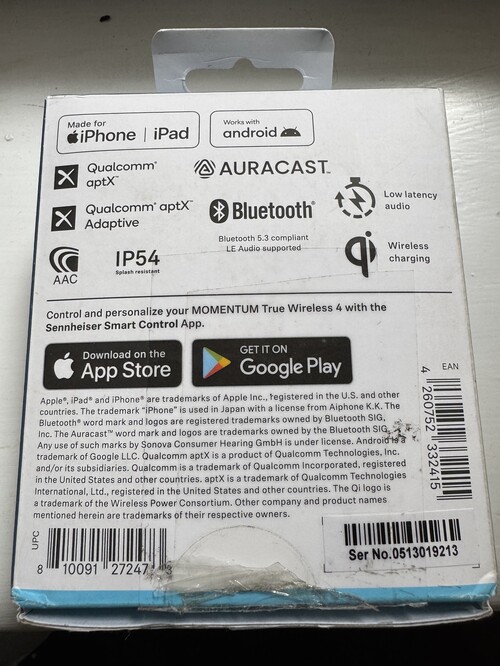 Made for
iPhone | iPad
Works with
android
Qualcomm®
aptX™
AURACAST™
Qualcomm® aptX™
Adaptive
Bluetooth®
Low latency
audio
Bluetooth 5.3 compliant
LE Audio supported
AAC
IP54
Splash resistant
qi
Wireless
charging
Control and personalize your MOMENTUM True Wireless 4 with the
Sennheiser Smart Control App.
Download on the
App Store
GET IT ON
Google Play
Apple®, iPad® and iPhone® are trademarks of Apple Inc., registered in the U.S. and other
countries. The trademark "iPhone" is used in Japan with a license from Aiphone K.K. The
Bluetooth® word mark and logos are registered trademarks owned by Bluetooth SIG,
Inc. The Auracast™ word mark and logos are trademarks owned by the Bluetooth SIG,
Any use of such marks by Sonova Consumer Hearing GmbH is under license. Android is a
trademark of Google LLC. Qualcomm aptX is a product of Qualcomm Technologies, Inc.
and/or its subsidiaries. Qualcomm is a trademark of Qualcomm Incorporated, registered
in the United States and other countries. aptX is a trademark of Qualcomm Technologies
International, Ltd., registered in the United States and other countries. The Qi logo is
a trademark of the Wireless Power Consortium. Other company and product names
mentioned herein are trademarks of their respective owners.
EAN
4 260752 332415
UPC
8 10091 27247 3
Ser No.0513019213